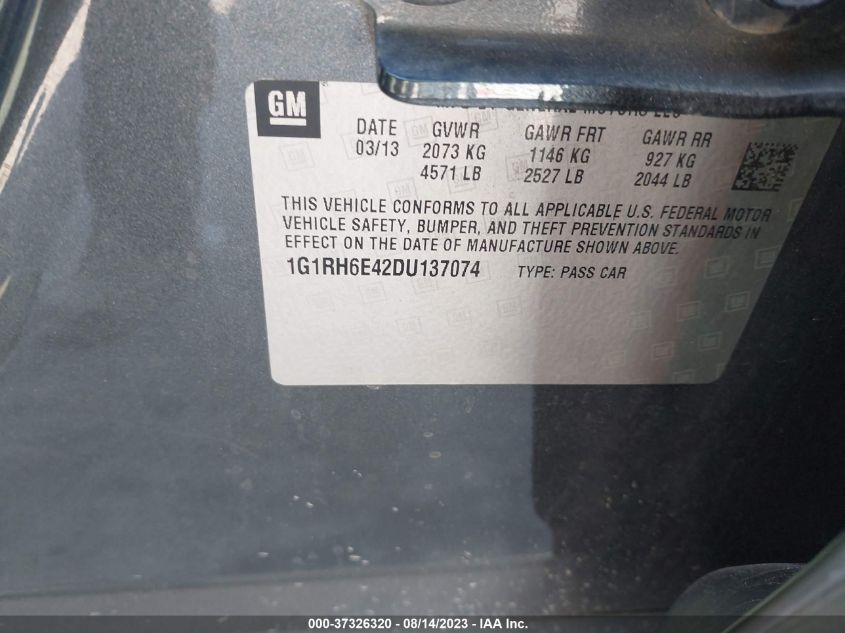 GM
DATE GVWR GAWR FRT GAWR RR
03/13 2073 KG 1146 KG 927 KG
4571 LB 2527 LB 2044 LB
THIS VEHICLE CONFORMS TO ALL APPLICABLE U.S. FEDERAL MOTOR
VEHICLE SAFETY, BUMPER, AND THEFT PREVENTION STANDARDS IN
EFFECT ON THE DATE OF MANUFACTURE SHOWN ABOVE.
1G1RH6E42DU137074 TYPE: PASS CAR
000-37326320 - 08/14/2023 - IAA Inc.